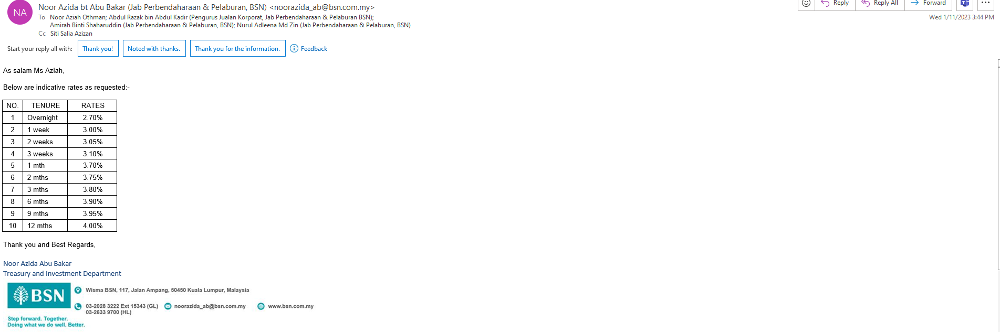 NA
Noor Azida bt Abu Bakar (Jab Perbendaharaan & Pelaburan, BSN) <noorazida_ab@bsn.com.my>
Reply Reply All Forward
To Noor Aziah Othman; Abdul Razak bin Abdul Kadir (Pengurus Jualan Korporat, Jab Perbendaharaan & Pelaburan BSN);
Wed 1/11/2023 3:44 PM
Amirah Binti Shaharuddin (Jab Perbendaharaan & Pelaburan, BSN); Nurul Adleena Md Zin (Jab Perbendaharaan & Pelaburan, BSN)
Cc Siti Salia Azizan
Start your reply all with: Thank you! Noted with thanks. Thank you for the information. Feedback
As salam Ms Aziah,
Below are indicative rates as requested:-
NO. TENURE RATES
1 Overnight 2.70%
2 1 week 3.00%
3 2 weeks 3.05%
4 3 weeks 3.10%
5 1 mth 3.70%
6 2 mths 3.75%
7 3 mths 3.80%
8 6 mths 3.90%
9 9 mths 3.95%
10 12 mths 4.00%
Thank you and Best Regards,
Noor Azida Abu Bakar
Treasury and Investment Department
BSN
Wisma BSN, 117, Jalan Ampang, 50450 Kuala Lumpur, Malaysia
03-2028 3222 Ext 15343 (GL) noorazida_ab@bsn.com.my www.bsn.com.my
03-2633 9700 (HL)
Step forward. Together.
Doing what we do well. Better.